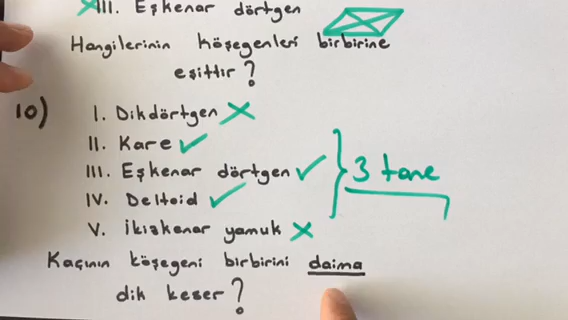 III. Eşkenar dörtgen
Hangilerinin köşegenleri birbirine
eşittir?
10)
I. Dikdörtgen
II. Kare
III. Eşkenar dörtgen
IV. Deltoid
V. İkizkenar yamuk
3 tane
Kaçının köşegeni birbirini daima
dik keser?